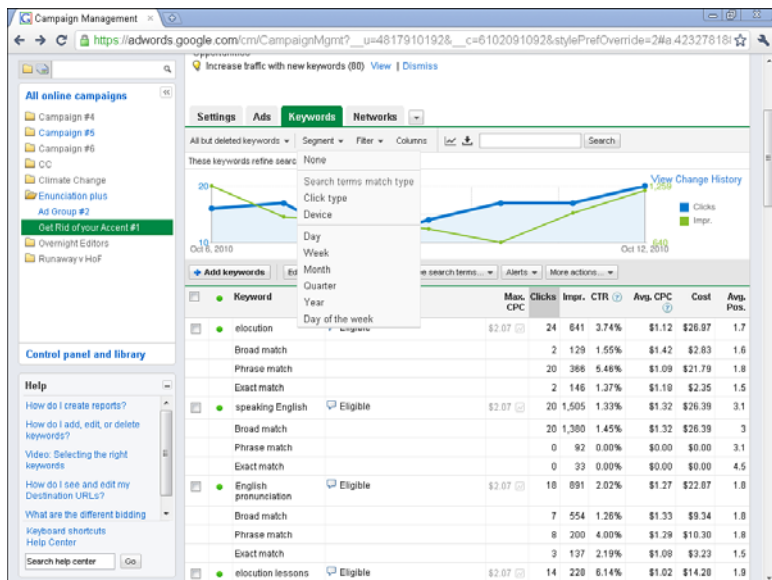 Campaign Management
https://adwords.google.com/cm/CampaignMgmt?__u=4817910192&__c=6102091092&stylePrefOverride=2#a.42327818
Opportunities
Increase traffic with new keywords (80) View | Dismiss
All online campaigns
Campaign #4
Campaign #5
Campaign #6
CC
Climate Change
Enunciation plus
Ad Group #2
Get Rid of your Accent #1
Overnight Editors
Runaway v HoF
Control panel and library
Help
How do I create reports?
How do I add, edit, or delete
keywords?
Video: Selecting the right
keywords
How do I see and edit my
Destination URLs?
What are the different bidding
Keyboard shortcuts
Help Center
Search help center Go
Settings Ads Keywords Networks
All but deleted keywords Segment Filter Columns Search
These keywords refine searc
None
Search terms match type
Click type
Device
Day
Week
Month
Quarter
Year
Day of the week
View Change History
20 1,259
Clicks
Impr.
10 640
Oct 6, 2010 Oct 12, 2010
Add keywords Ed e search terms... Alerts More actions...
Keyword Max. CPC Clicks Impr. CTR Avg. CPC Cost Avg. Pos.
elocution Eligible $2.07 24 641 3.74% $1.12 $26.97 1.7
Broad match 2 129 1.55% $1.42 $2.83 1.6
Phrase match 20 366 5.46% $1.09 $21.79 1.8
Exact match 2 146 1.37% $1.18 $2.35 1.5
speaking English Eligible $2.07 20 1,505 1.33% $1.32 $26.39 3.1
Broad match 20 1,380 1.45% $1.32 $26.39 3
Phrase match 0 92 0.00% $0.00 $0.00 3.1
Exact match 0 33 0.00% $0.00 $0.00 4.5
English pronunciation Eligible $2.07 18 891 2.02% $1.27 $22.87 1.8
Broad match 7 554 1.26% $1.33 $9.34 1.8
Phrase match 8 200 4.00% $1.29 $10.30 1.8
Exact match 3 137 2.19% $1.08 $3.23 1.5
elocution lessons Eligible $2.07 14 228 6.14% $1.02 $14.28 1.9